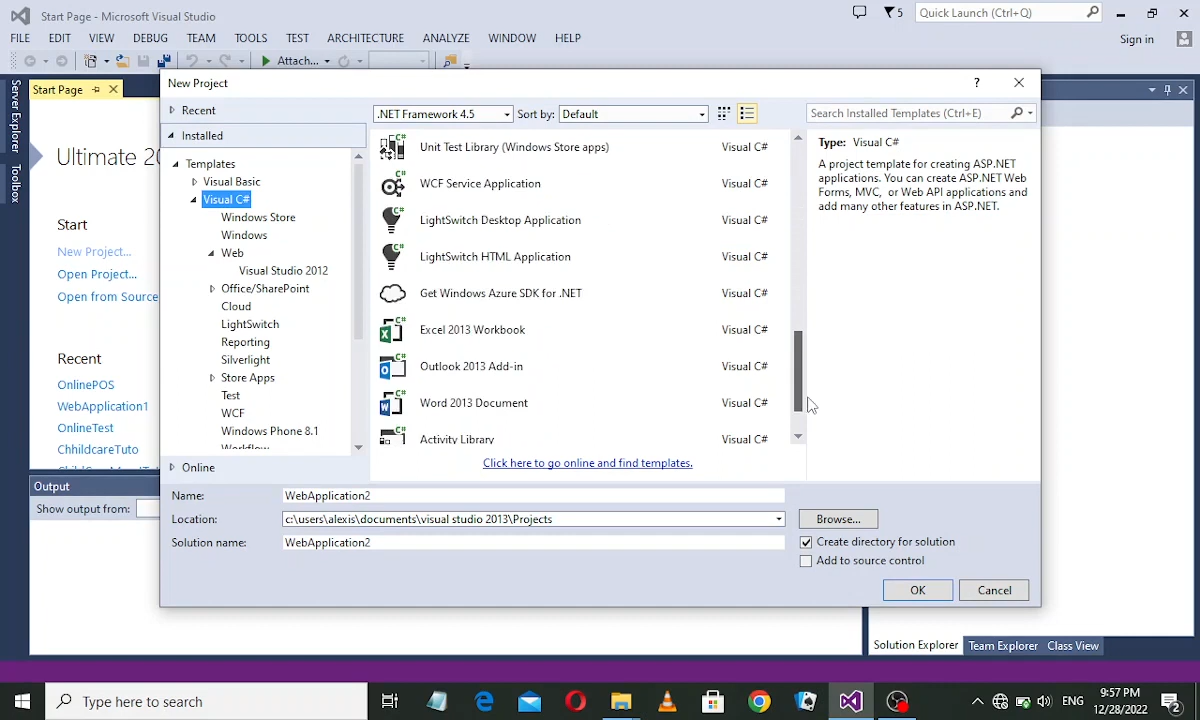 Start Page - Microsoft Visual Studio
5
Quick Launch (Ctrl+Q)
FILE EDIT VIEW DEBUG TEAM TOOLS TEST ARCHITECTURE ANALYZE WINDOW HELP
Sign in
Attach...
Server Explorer
Toolbox
Start Page
Ultimate 20
Start
New Project...
Open Project...
Open from Source
Recent
OnlinePOS
WebApplication1
OnlineTest
ChhildcareTuto
New Project
?
Recent
Installed
.NET Framework 4.5
Sort by:
Default
Search Installed Templates (Ctrl+E)
Templates
Visual Basic
Visual C#
Windows Store
Windows
Web
Visual Studio 2012
Office/SharePoint
Cloud
LightSwitch
Reporting
Silverlight
Store Apps
Test
WCF
Windows Phone 8.1
Workflow
Online
Unit Test Library (Windows Store apps) Visual C#
WCF Service Application Visual C#
LightSwitch Desktop Application Visual C#
LightSwitch HTML Application Visual C#
Get Windows Azure SDK for .NET Visual C#
Excel 2013 Workbook Visual C#
Outlook 2013 Add-in Visual C#
Word 2013 Document Visual C#
Activity Library Visual C#
Click here to go online and find templates.
Type: Visual C#
A project template for creating ASP.NET
applications. You can create ASP.NET Web
Forms, MVC, or Web API applications and
add many other features in ASP.NET.
Name: WebApplication2
Location: c:\users\alexis\documents\visual studio 2013\Projects
Browse...
Solution name: WebApplication2
Create directory for solution
Add to source control
OK
Cancel
Output
Show output from:
Solution Explorer
Team Explorer
Class View
Type here to search
ENG
9:57 PM
12/28/2022
2